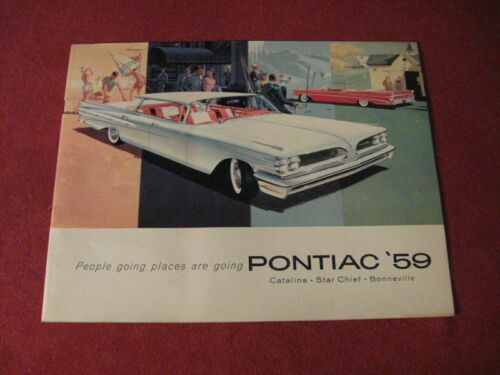 People going places are going PONTIAC '59
Catalina • Star Chief • Bonneville